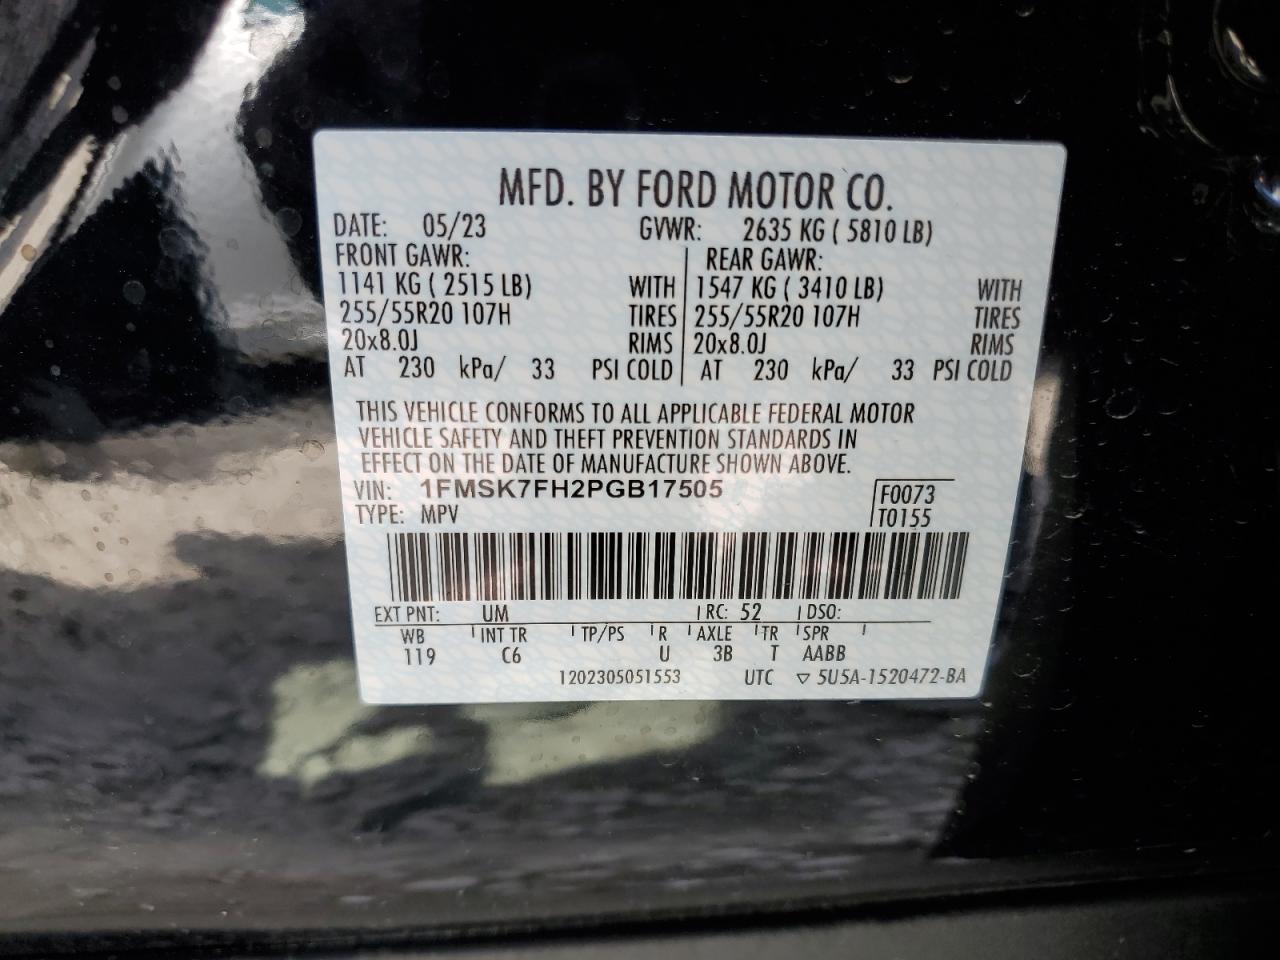 MFD. BY FORD MOTOR CO.
DATE: 05/23 GVWR: 2635 KG ( 5810 LB)
FRONT GAWR: REAR GAWR:
1141 KG ( 2515 LB) WITH 1547 KG ( 3410 LB) WITH
255/55R20 107H TIRES 255/55R20 107H TIRES
20x8.0J RIMS 20x8.0J RIMS
AT 230 kPa/ 33 PSI COLD AT 230 kPa/ 33 PSI COLD
THIS VEHICLE CONFORMS TO ALL APPLICABLE FEDERAL MOTOR
VEHICLE SAFETY AND THEFT PREVENTION STANDARDS IN
EFFECT ON THE DATE OF MANUFACTURE SHOWN ABOVE.
VIN: 1FMSK7FH2PGB17505 F0073
TYPE: MPV T0155
EXT PNT: UM RC: 52 DSO:
WB INT TR TP/PS R AXLE TR SPR
119 C6 U 3B T AABB
1202305051553 UTC ▽ 5U5A-1520472-BA